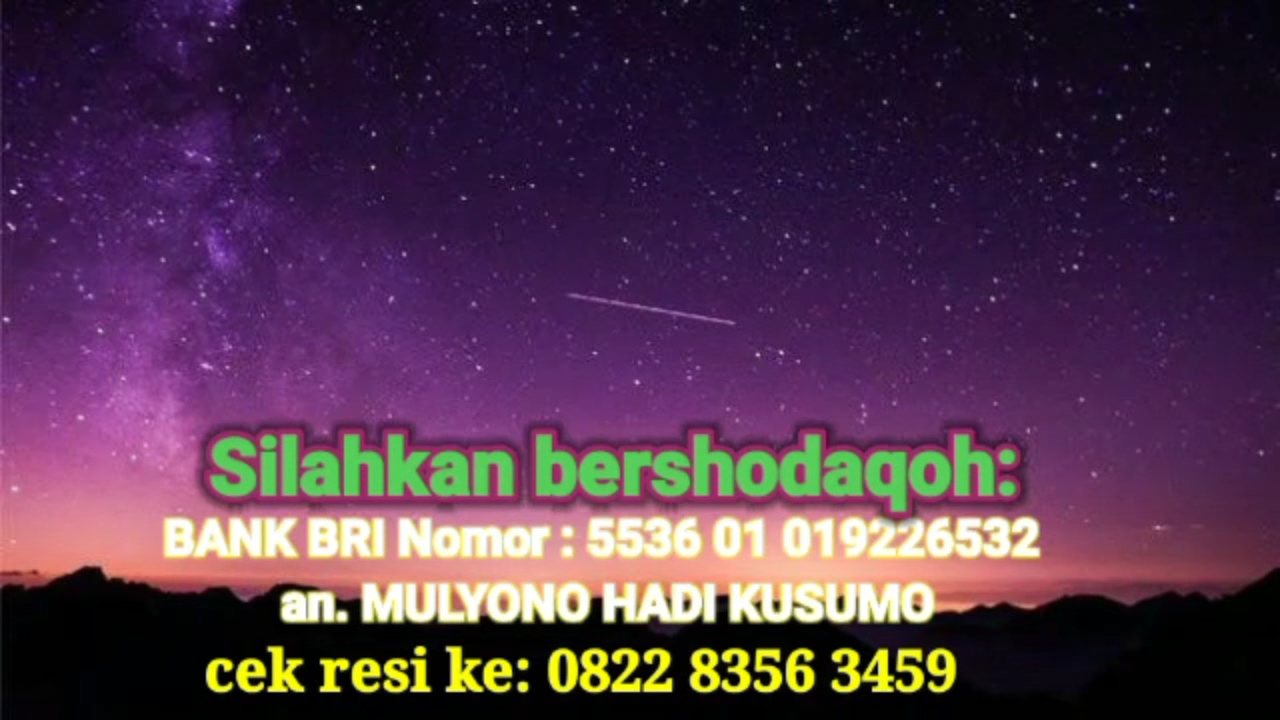 Silahkan bershodaqoh:
BANK BRI Nomor : 5536 01 019226532
an. MULYONO HADI KUSUMO
cek resi ke: 0822 8356 3459